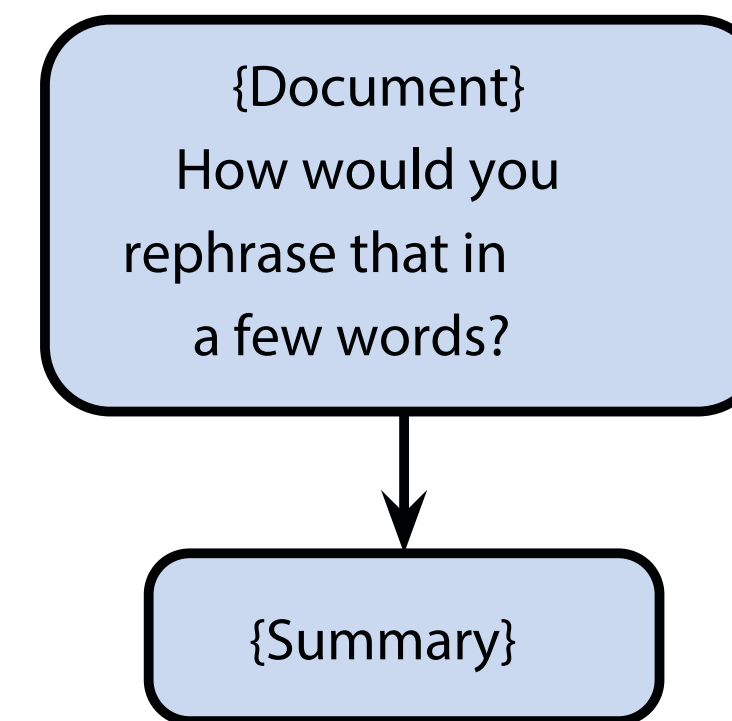 {Document}
How would you
rephrase that in
a few words?
{Summary}